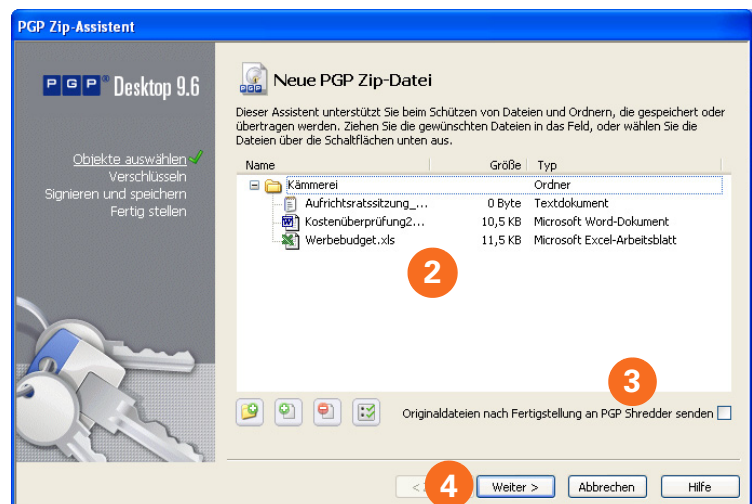 PGP Zip-Assistent
PGP® Desktop 9.6
Objekte auswählen
Verschlüsseln
Signieren und speichern
Fertig stellen
Neue PGP Zip-Datei
Dieser Assistent unterstützt Sie beim Schützen von Dateien und Ordnern, die gespeichert oder
übertragen werden. Ziehen Sie die gewünschten Dateien in das Feld, oder wählen Sie die
Dateien über die Schaltflächen unten aus.
Name Größe Typ
Kämmerei Ordner
Aufrichtsratssitzung_... 0 Byte Textdokument
Kostenüberprüfung2... 10,5 KB Microsoft Word-Dokument
Werbebudget.xls 11,5 KB Microsoft Excel-Arbeitsblatt
2
3
Originaldateien nach Fertigstellung an PGP Shredder senden
<
4
Weiter > Abbrechen Hilfe